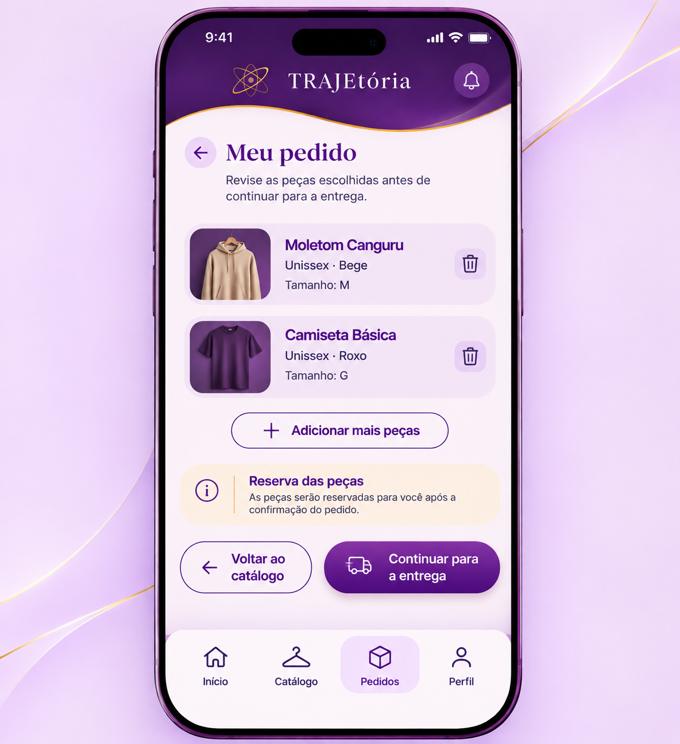 9:41
TRAJEtória
Meu pedido
Revise as peças escolhidas antes de
continuar para a entrega.
Moletom Canguru
Unissex · Bege
Tamanho: M
Camiseta Básica
Unissex · Roxo
Tamanho: G
Adicionar mais peças
Reserva das peças
As peças serão reservadas para você após a
confirmação do pedido.
Voltar ao
catálogo
Continuar para
a entrega
Início
Catálogo
Pedidos
Perfil